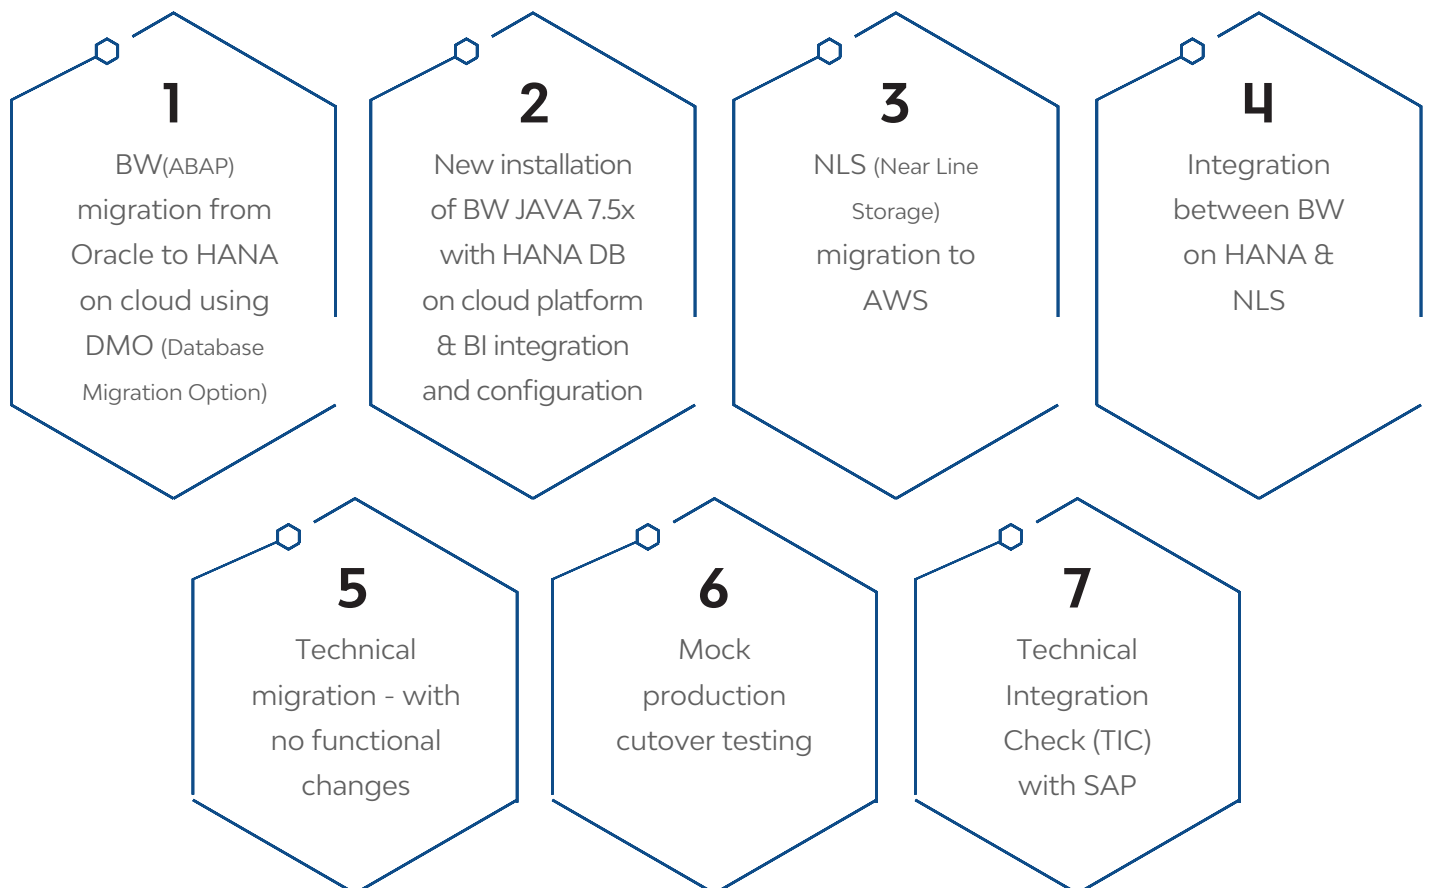 1
BW(ABAP)
migration from
Oracle to HANA
on cloud using
DMO (Database
Migration Option)
2
New installation
of BW JAVA 7.5x
with HANA DB
on cloud platform
& BI integration
and configuration
3
NLS (Near Line
Storage)
migration to
AWS
4
Integration
between BW
on HANA &
NLS
5
Technical
migration - with
no functional
changes
6
Mock
production
cutover testing
7
Technical
Integration
Check (TIC)
with SAP